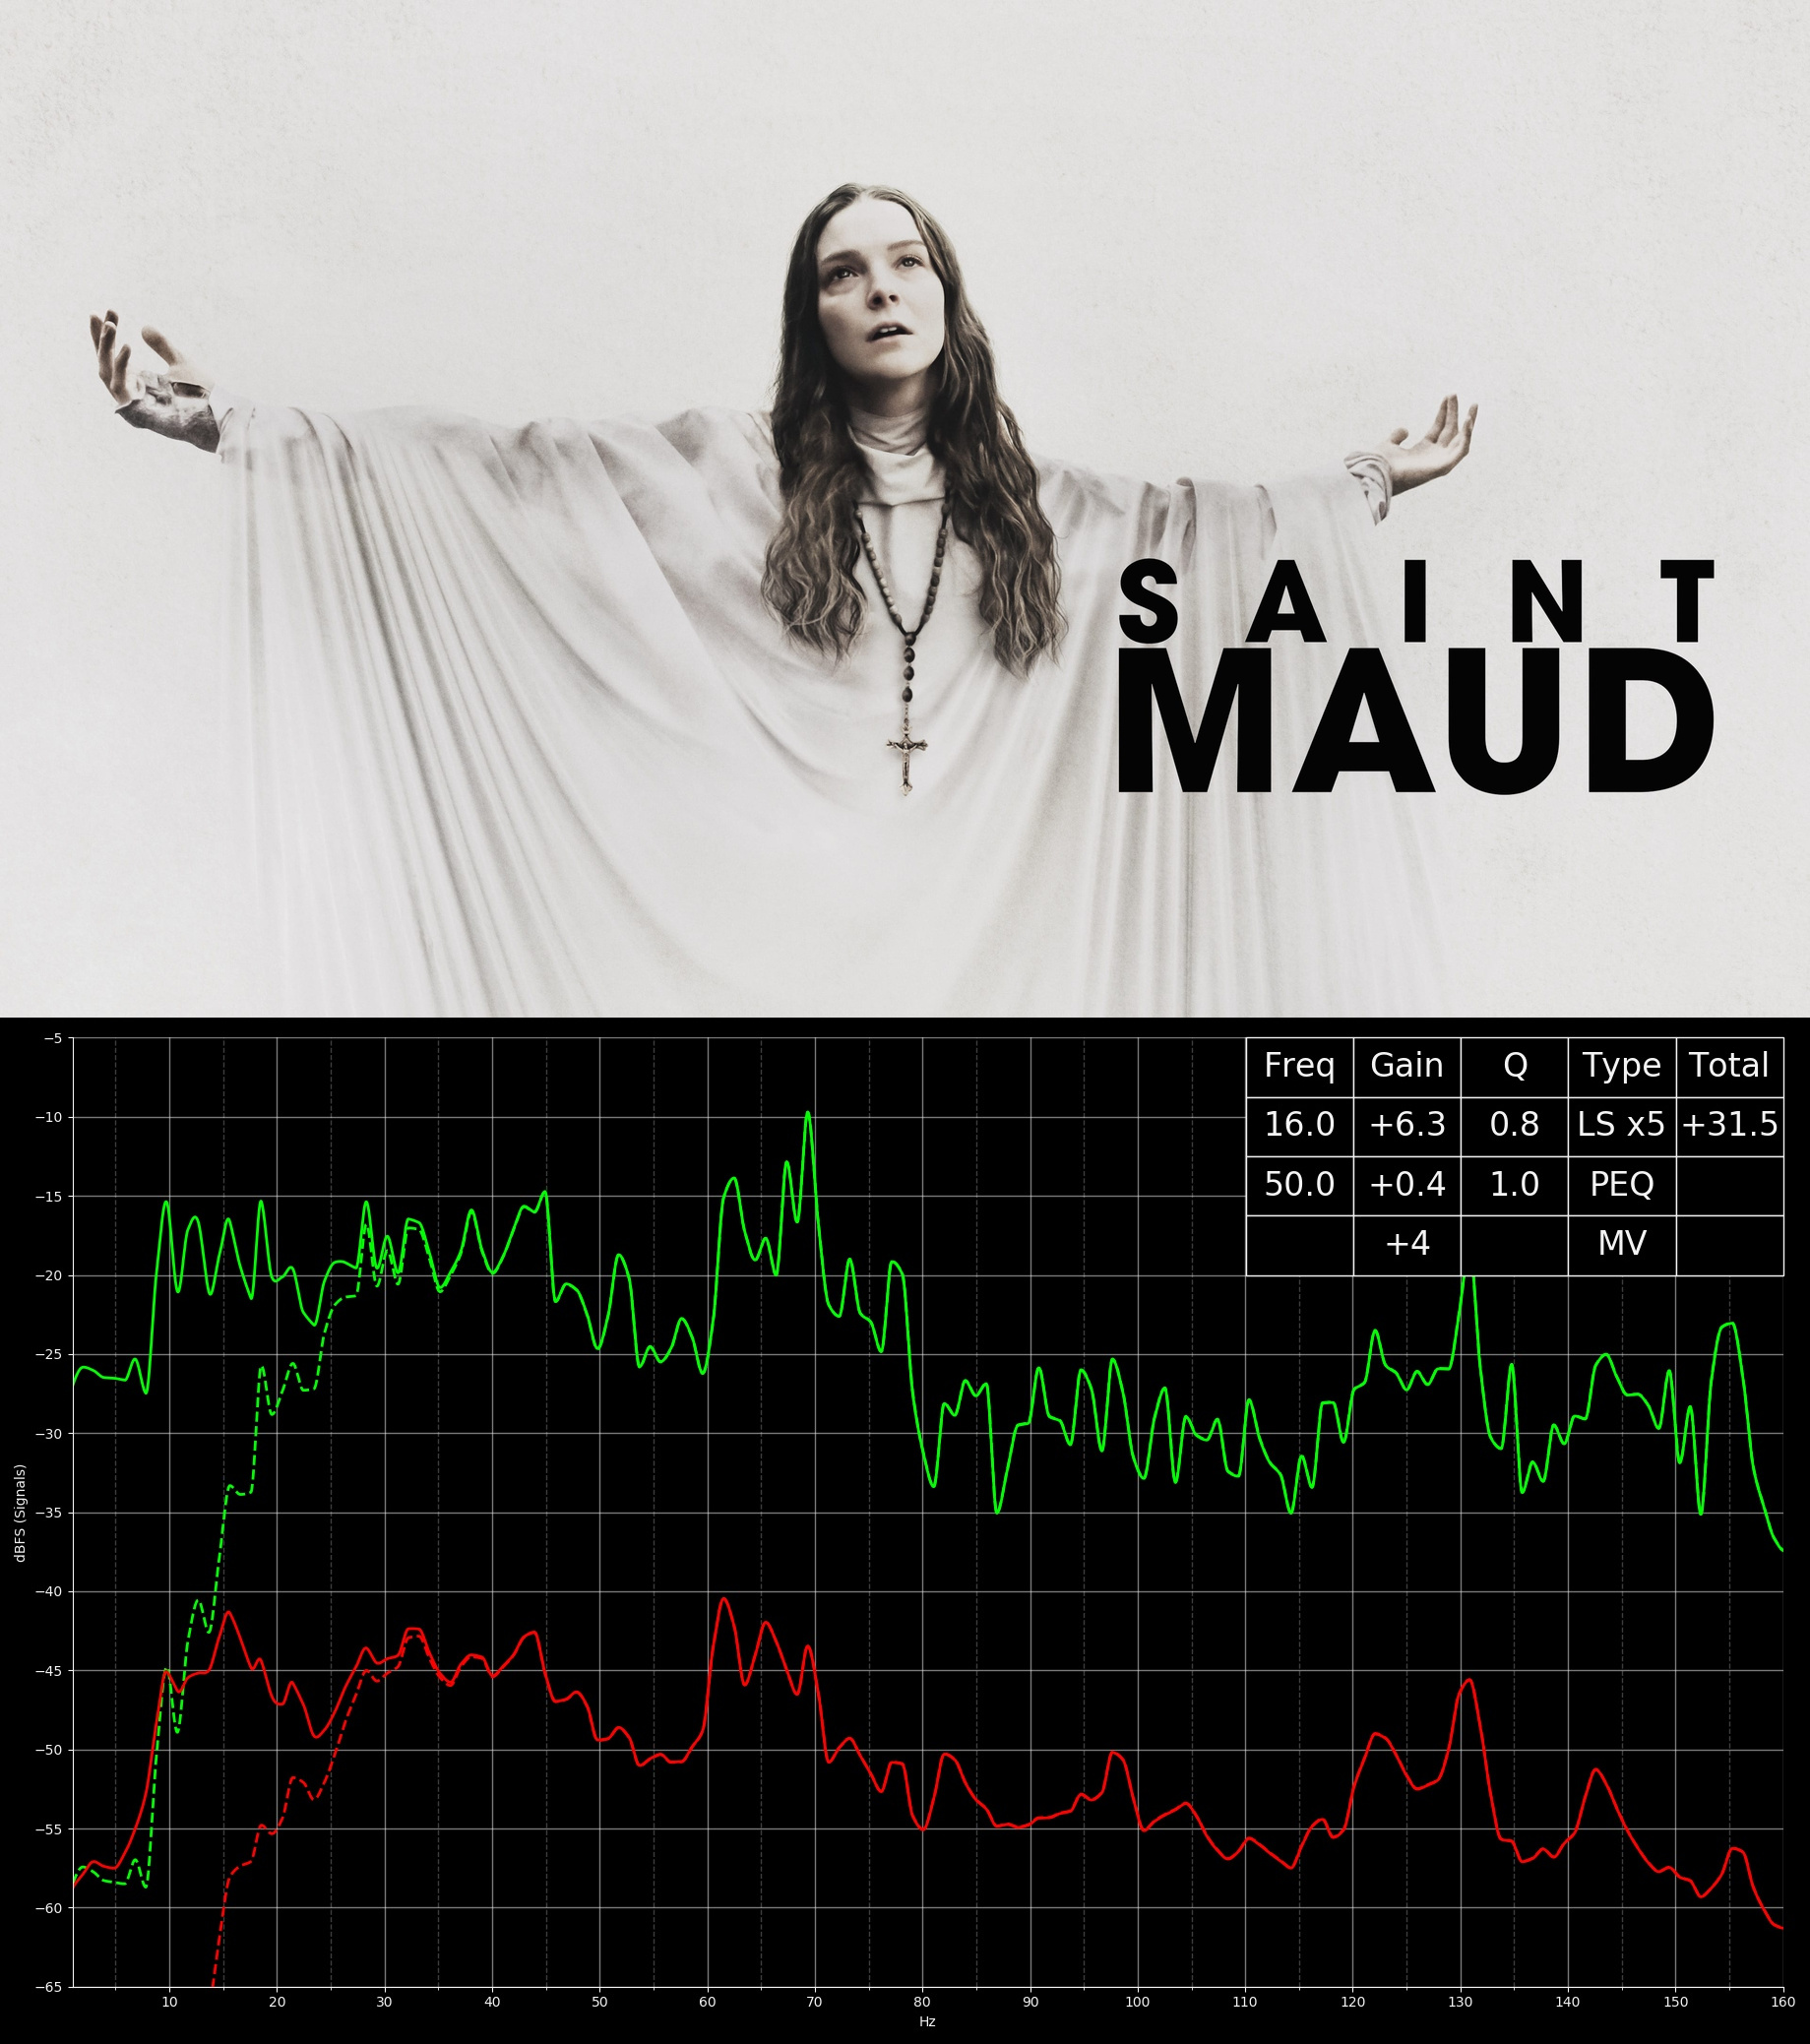 SAINT
MAUD
Freq Gain Q Type Total
16.0 +6.3 0.8 LS x5 +31.5
50.0 +0.4 1.0 PEQ
+4 MV
−5
−10
−15
−20
−25
−30
−35
−40
−45
−50
−55
−60
−65
dBFS (Signals)
10 20 30 40 50 60 70 80 90 100 110 120 130 140 150 160
Hz